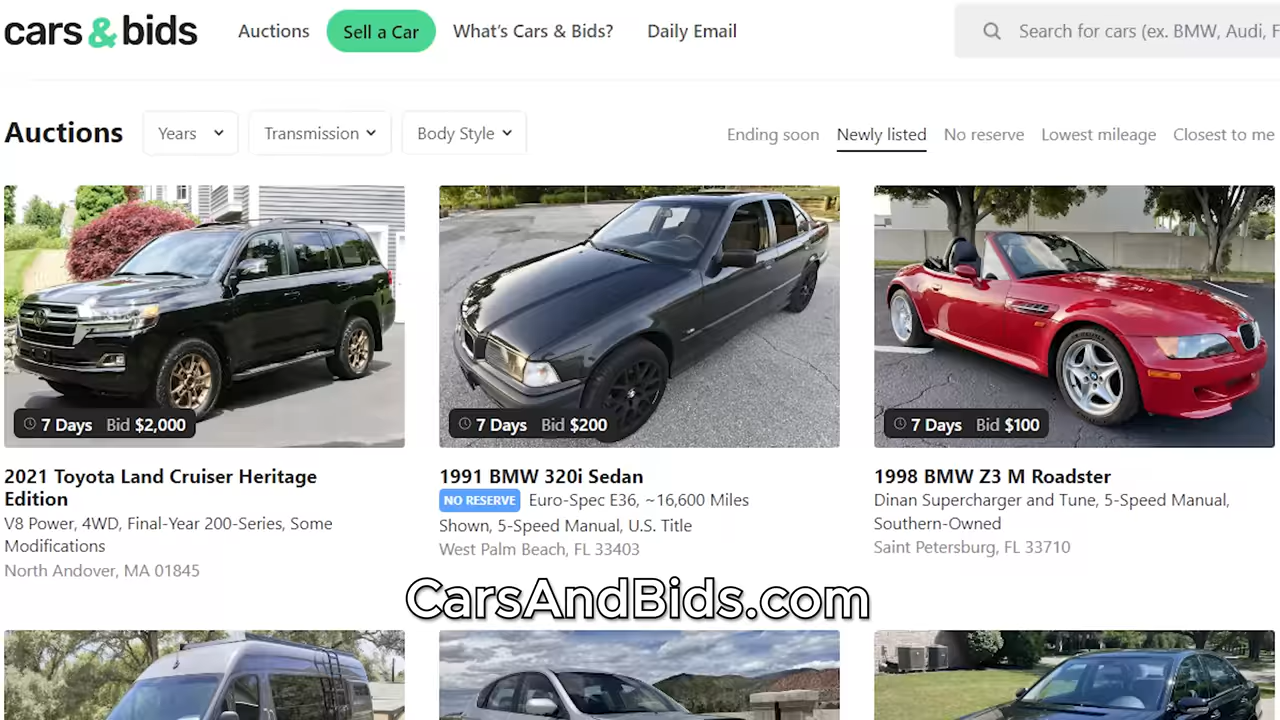 cars & bids
Auctions
Sell a Car
What's Cars & Bids?
Daily Email
Search for cars (ex. BMW, Audi, F
Auctions
Years
Transmission
Body Style
Ending soon
Newly listed
No reserve
Lowest mileage
Closest to me
7 Days Bid $2,000
2021 Toyota Land Cruiser Heritage
Edition
V8 Power, 4WD, Final-Year 200-Series, Some
Modifications
North Andover, MA 01845
7 Days Bid $200
1991 BMW 320i Sedan
NO RESERVE Euro-Spec E36, ~16,600 Miles
Shown, 5-Speed Manual, U.S. Title
West Palm Beach, FL 33403
7 Days Bid $100
1998 BMW Z3 M Roadster
Dinan Supercharger and Tune, 5-Speed Manual,
Southern-Owned
Saint Petersburg, FL 33710
CarsAndBids.com